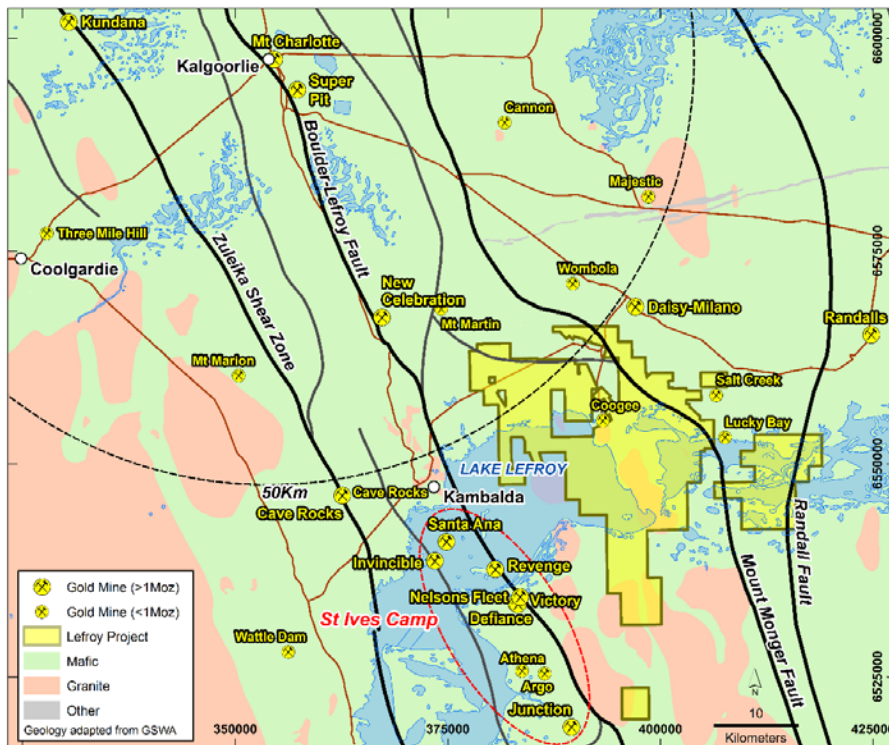 Kundana
Mt Charlotte
Kalgoorlie
Super
Pit
Cannon
6600000
Boulder-Lefroy Fault
Majestic
Three Mile Hill
Coolgardie
Zuleika Shear Zone
Wombola
6575000
New
Celebration
Mt Martin
Daisy-Milano
Randalls
Mt Marlon
Salt Creek
Coogee
Lucky Bay
LAKE LEFROY
50Km
Cave Rocks
Cave Rocks
Kambalda
6550000
Santa Ana
Invincible
Revenge
Nelsons Fleet
Victory
Defiance
St Ives Camp
Randall Fault
Mount Monger Fault
Wattle Dam
Athena
Argo
Junction
6525000
Gold Mine (>1Moz)
Gold Mine (<1Moz)
Lefroy Project
Mafic
Granite
Other
Geology adapted from GSWA
N
10
Kilometers
350000
375000
400000
425000